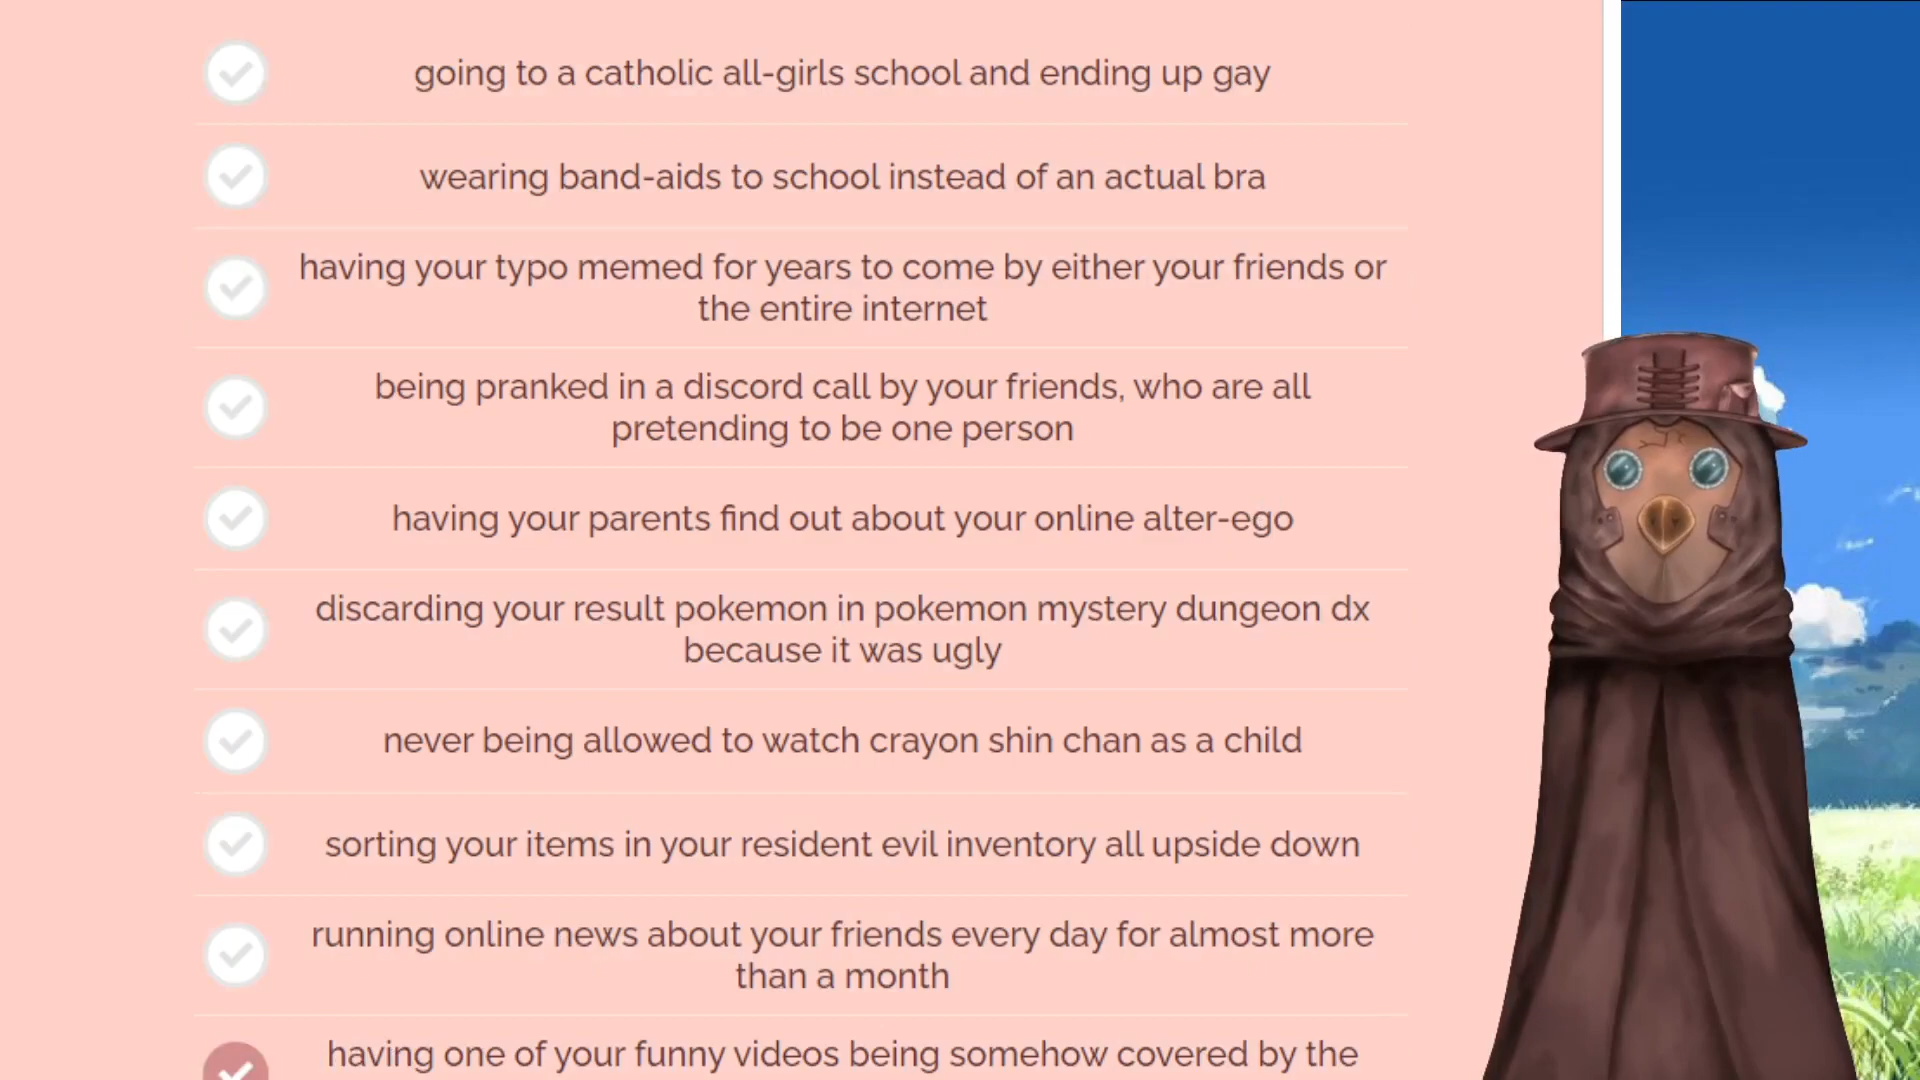 going to a catholic all-girls school and ending up gay
wearing band-aids to school instead of an actual bra
having your typo memed for years to come by either your friends or
the entire internet
being pranked in a discord call by your friends, who are all
pretending to be one person
having your parents find out about your online alter-ego
discarding your result pokemon in pokemon mystery dungeon dx
because it was ugly
never being allowed to watch crayon shin chan as a child
sorting your items in your resident evil inventory all upside down
running online news about your friends every day for almost more
than a month
having one of your funny videos being somehow covered by the